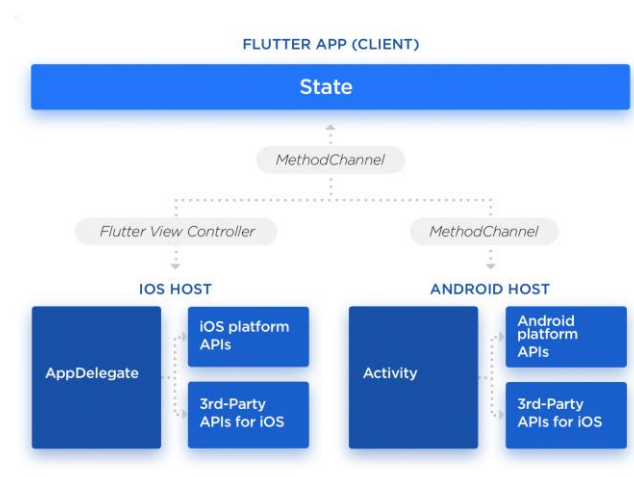 FLUTTER APP (CLIENT)
State
MethodChannel
Flutter View Controller
MethodChannel
IOS HOST
ANDROID HOST
AppDelegate
iOS platform
APIs
3rd-Party
APIs for iOS
Activity
Android
platform
APIs
3rd-Party
APIs for iOS